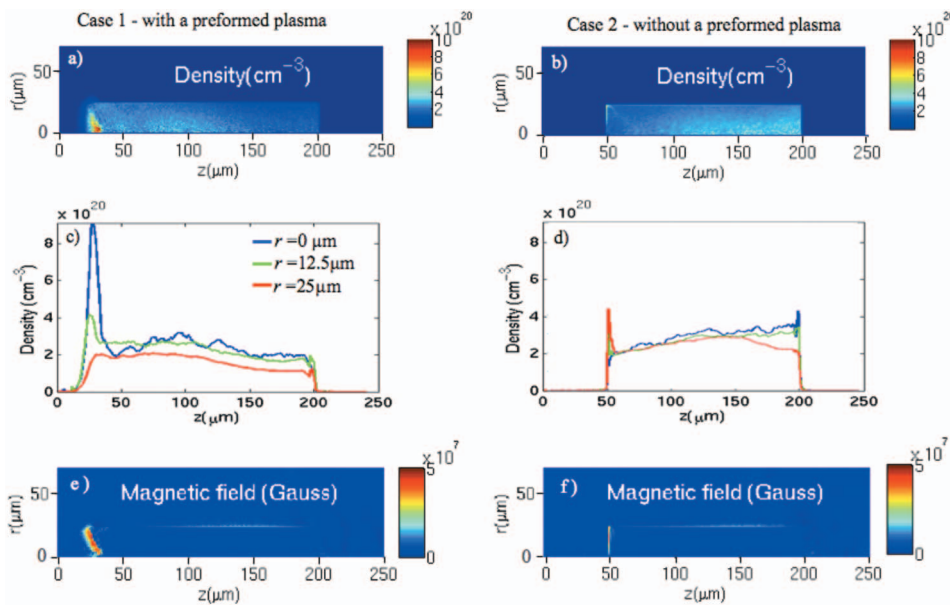 Case 1 - with a preformed plasma
Case 2 - without a preformed plasma
a)
Density(cm⁻³)
r(μm)
50
0
0 50 100 150 200 250
z(μm)
x 10²⁰
10
8
6
4
2
b)
Density(cm⁻³)
r(μm)
50
0
0 50 100 150 200 250
z(μm)
x 10²⁰
10
8
6
4
2
c)
x 10²⁰
Density (cm⁻³)
8
6
4
2
0
r =0 μm
r =12.5μm
r =25μm
0 50 100 150 200 250
z(μm)
d)
x 10²⁰
Density (cm⁻³)
8
6
4
2
0
0 50 100 150 200 250
z(μm)
e)
Magnetic field (Gauss)
r(μm)
50
0
0 50 100 150 200 250
z(μm)
x 10⁷
5
0
f)
Magnetic field (Gauss)
r(μm)
50
0
0 50 100 150 200 250
z(μm)
x 10⁷
5
0